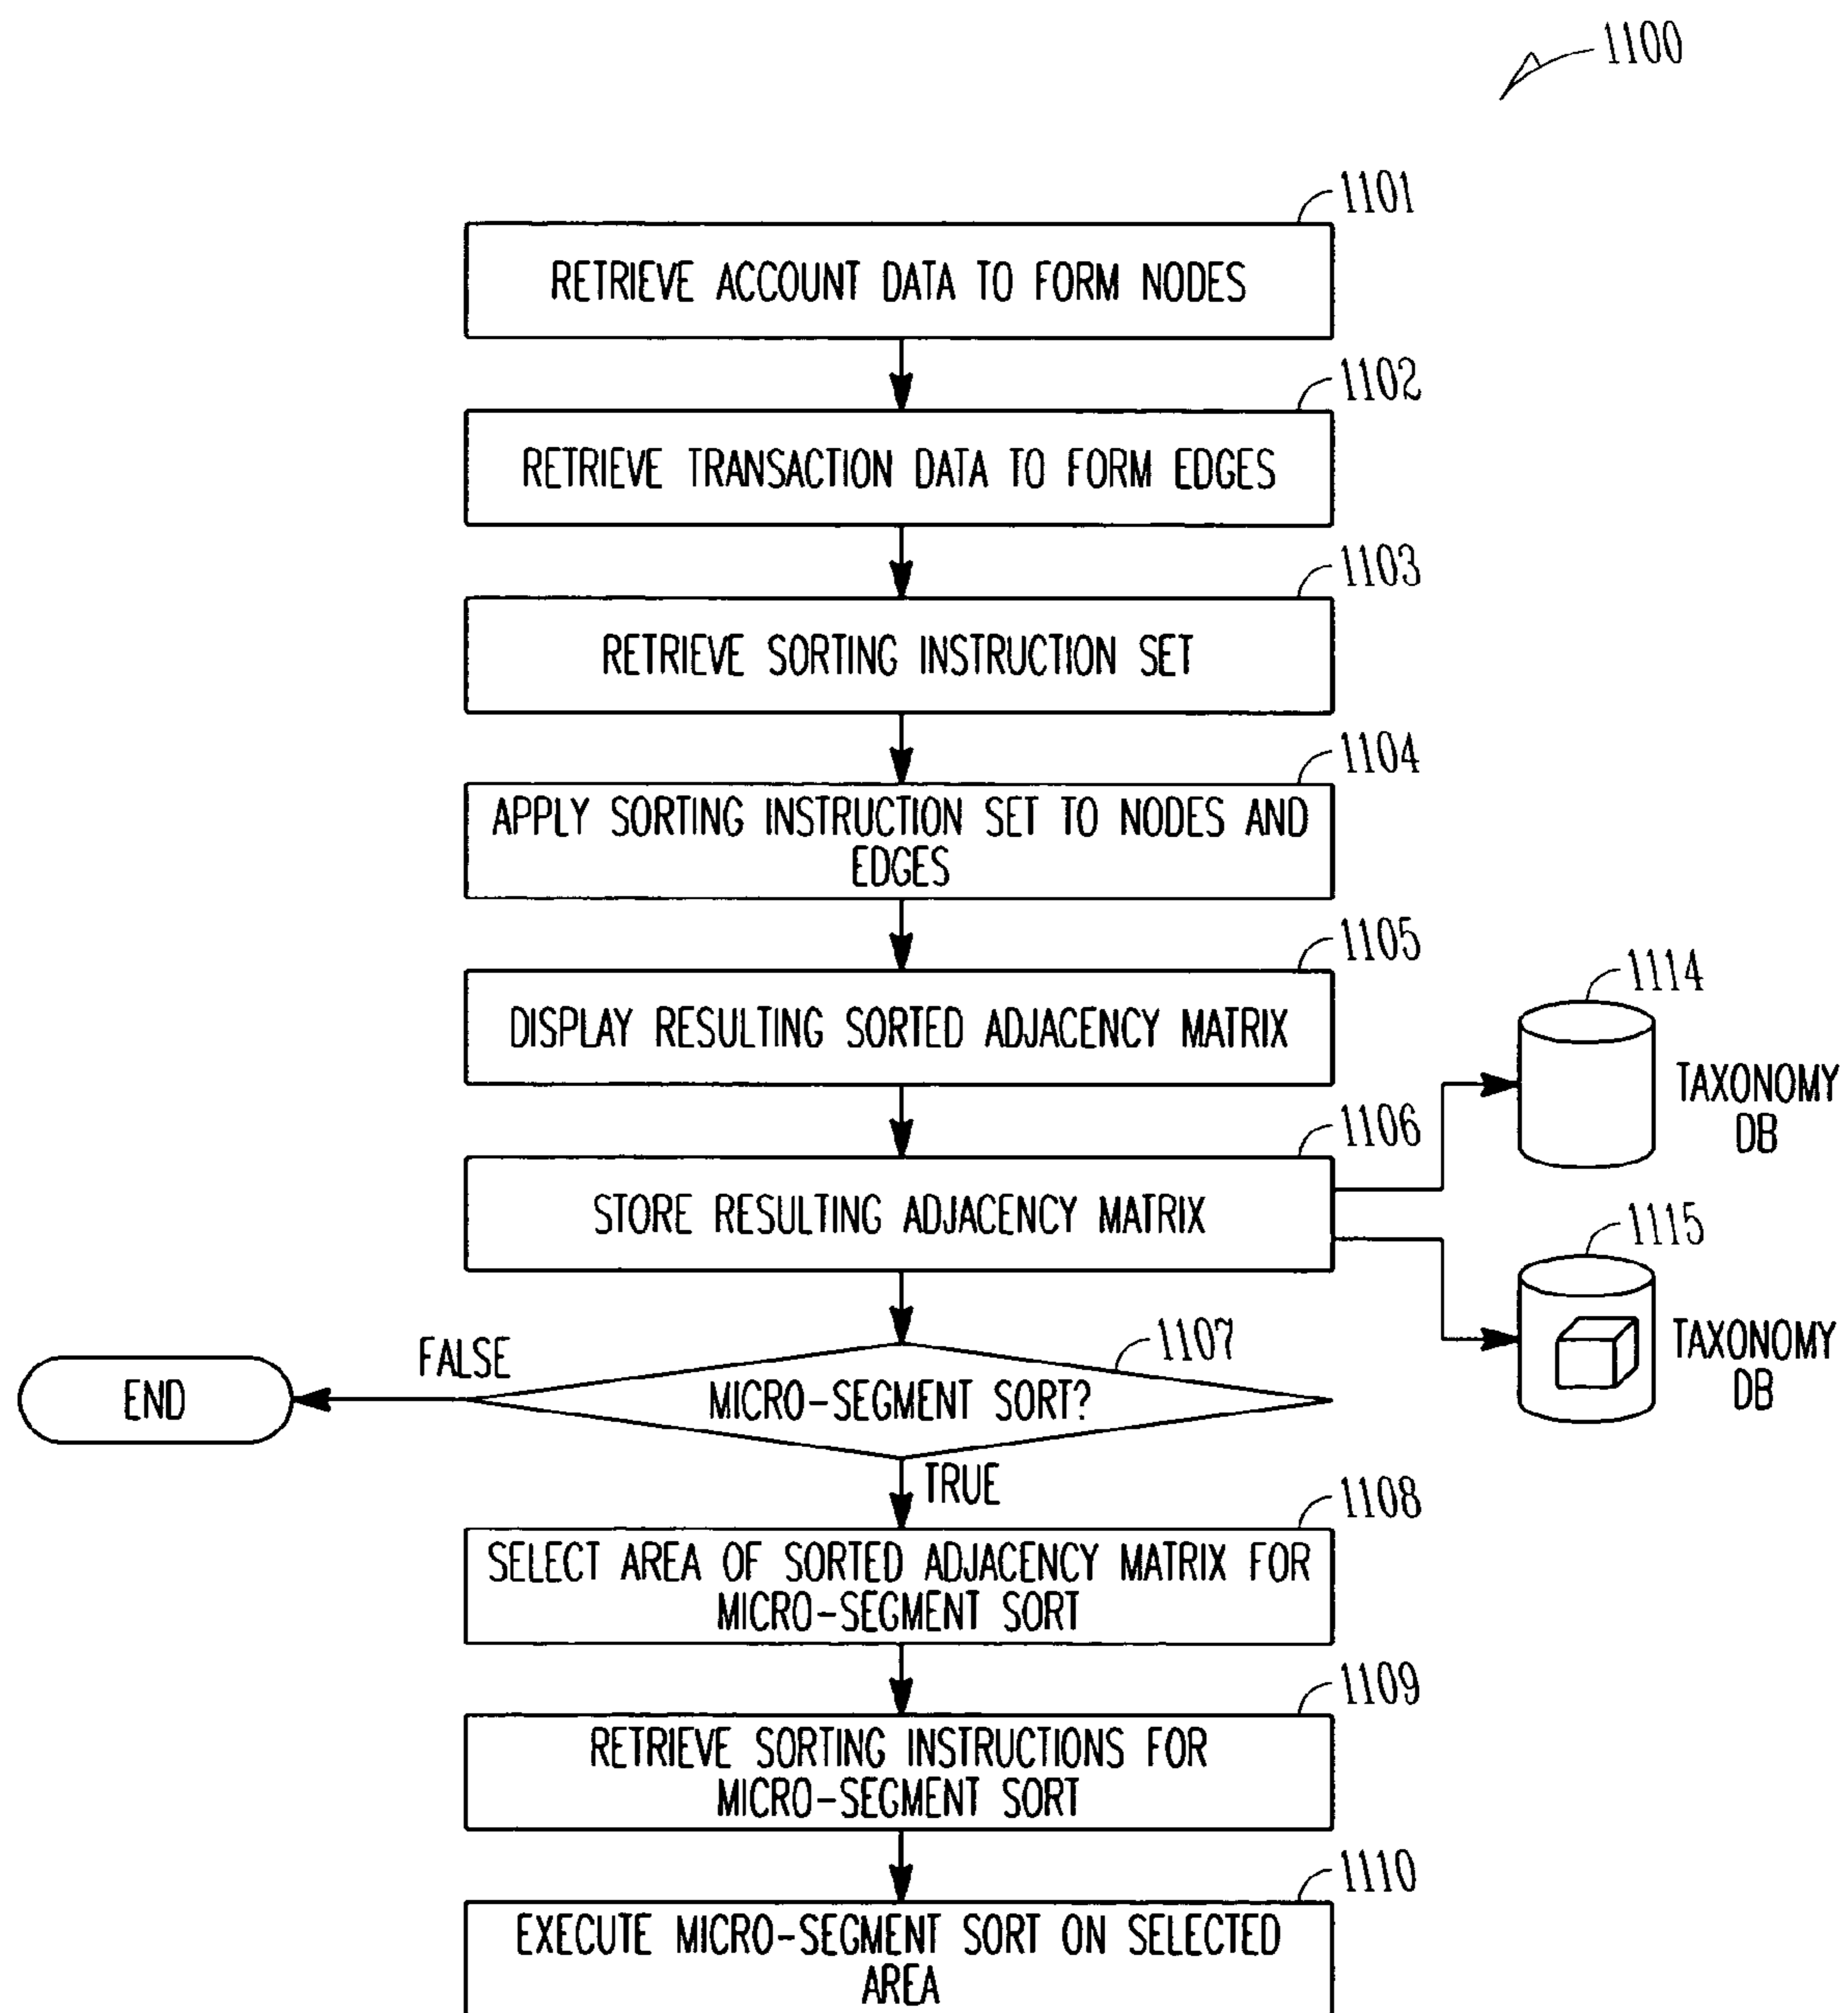 1100
1101
RETRIEVE ACCOUNT DATA TO FORM NODES
1102
RETRIEVE TRANSACTION DATA TO FORM EDGES
1103
RETRIEVE SORTING INSTRUCTION SET
1104
APPLY SORTING INSTRUCTION SET TO NODES AND
EDGES
1105
DISPLAY RESULTING SORTED ADJACENCY MATRIX
1114
TAXONOMY
DB
1106
STORE RESULTING ADJACENCY MATRIX
1115
TAXONOMY
DB
1107
MICRO-SEGMENT SORT?
FALSE
END
TRUE
1108
SELECT AREA OF SORTED ADJACENCY MATRIX FOR
MICRO-SEGMENT SORT
1109
RETRIEVE SORTING INSTRUCTIONS FOR
MICRO-SEGMENT SORT
1110
EXECUTE MICRO-SEGMENT SORT ON SELECTED
AREA